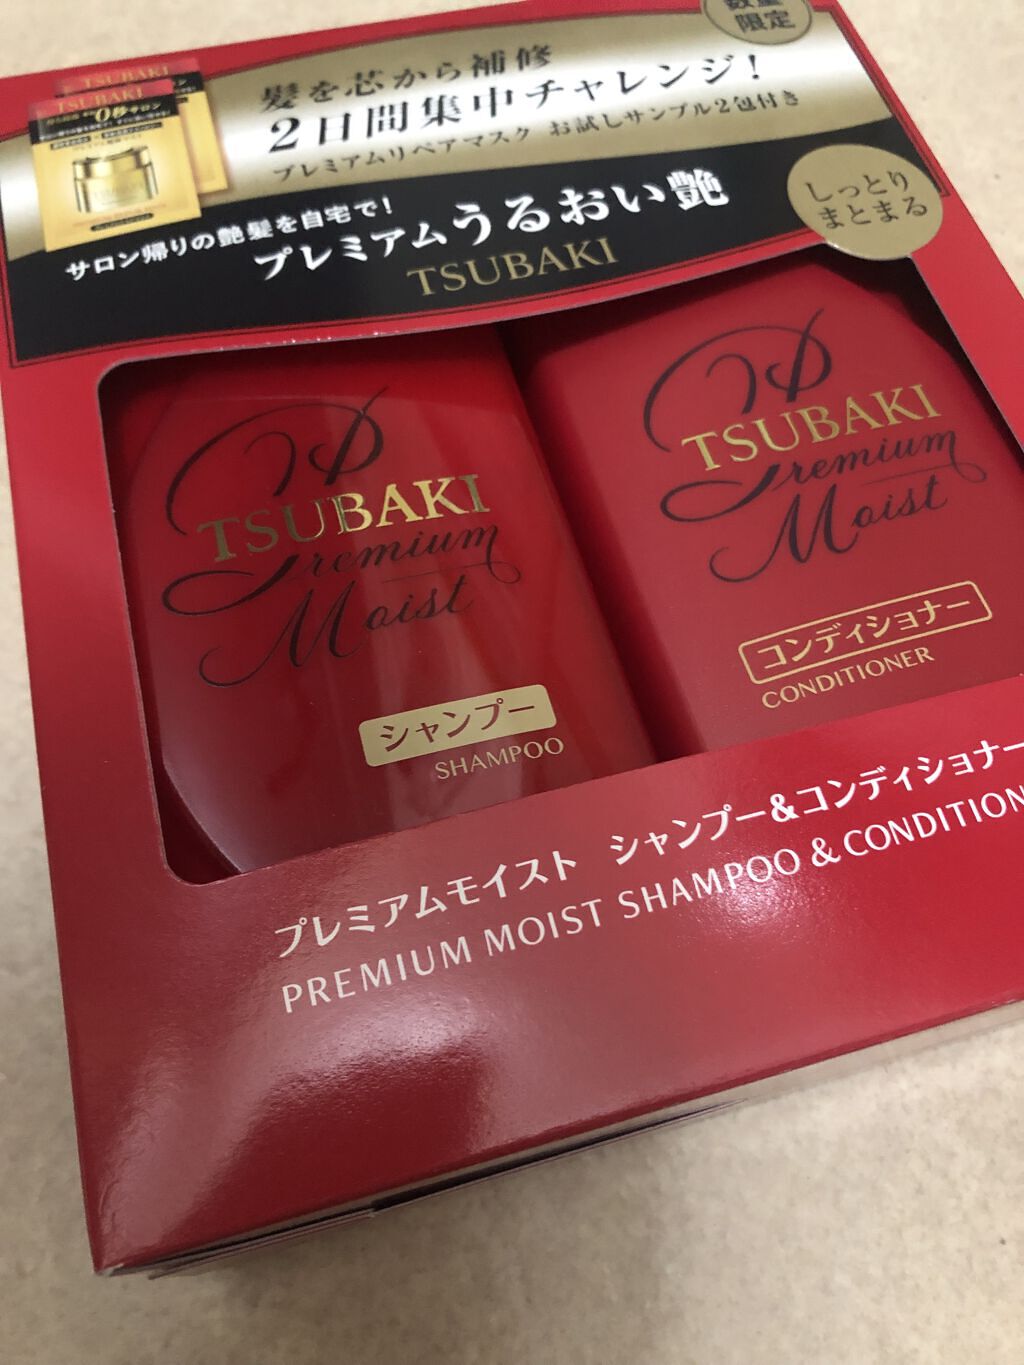 数量
限定
TSUBAKI
TSUBAKI
0秒サロン
髪を芯から補修
2日間集中チャレンジ!
プレミアムリペアマスク お試しサンプル2包付き
しっとり
まとまる
サロン帰りの艶髪を自宅で!
プレミアムうるおい艶
TSUBAKI
TSUBAKI
Premium
Moist
シャンプー
SHAMPOO
TSUBAKI
Premium
Moist
コンディショナー
CONDITIONER
プレミアムモイスト シャンプー&コンディショナー
PREMIUM MOIST SHAMPOO & CONDITION